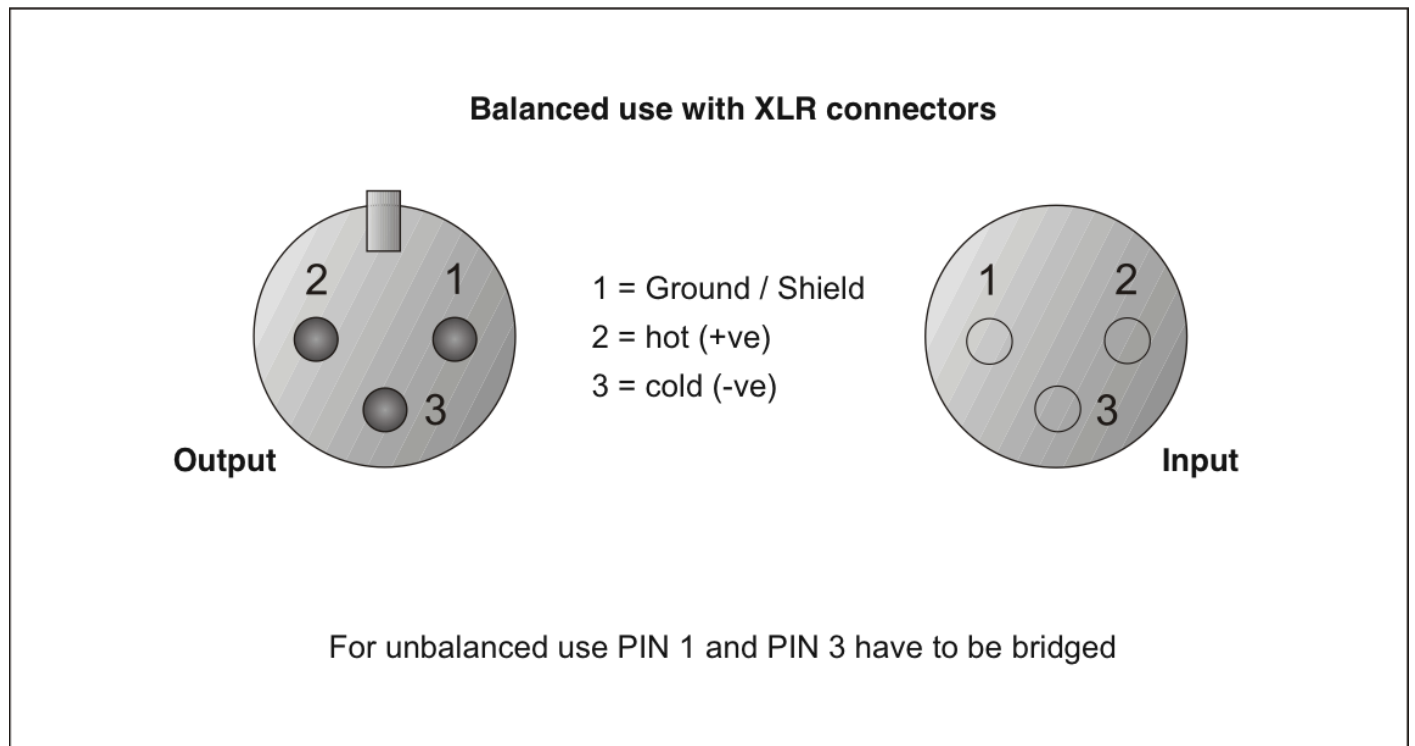 Balanced use with XLR connectors
2 1
3
Output
1 = Ground / Shield
2 = hot (+ve)
3 = cold (-ve)
1 2
3
Input
For unbalanced use PIN 1 and PIN 3 have to be bridged